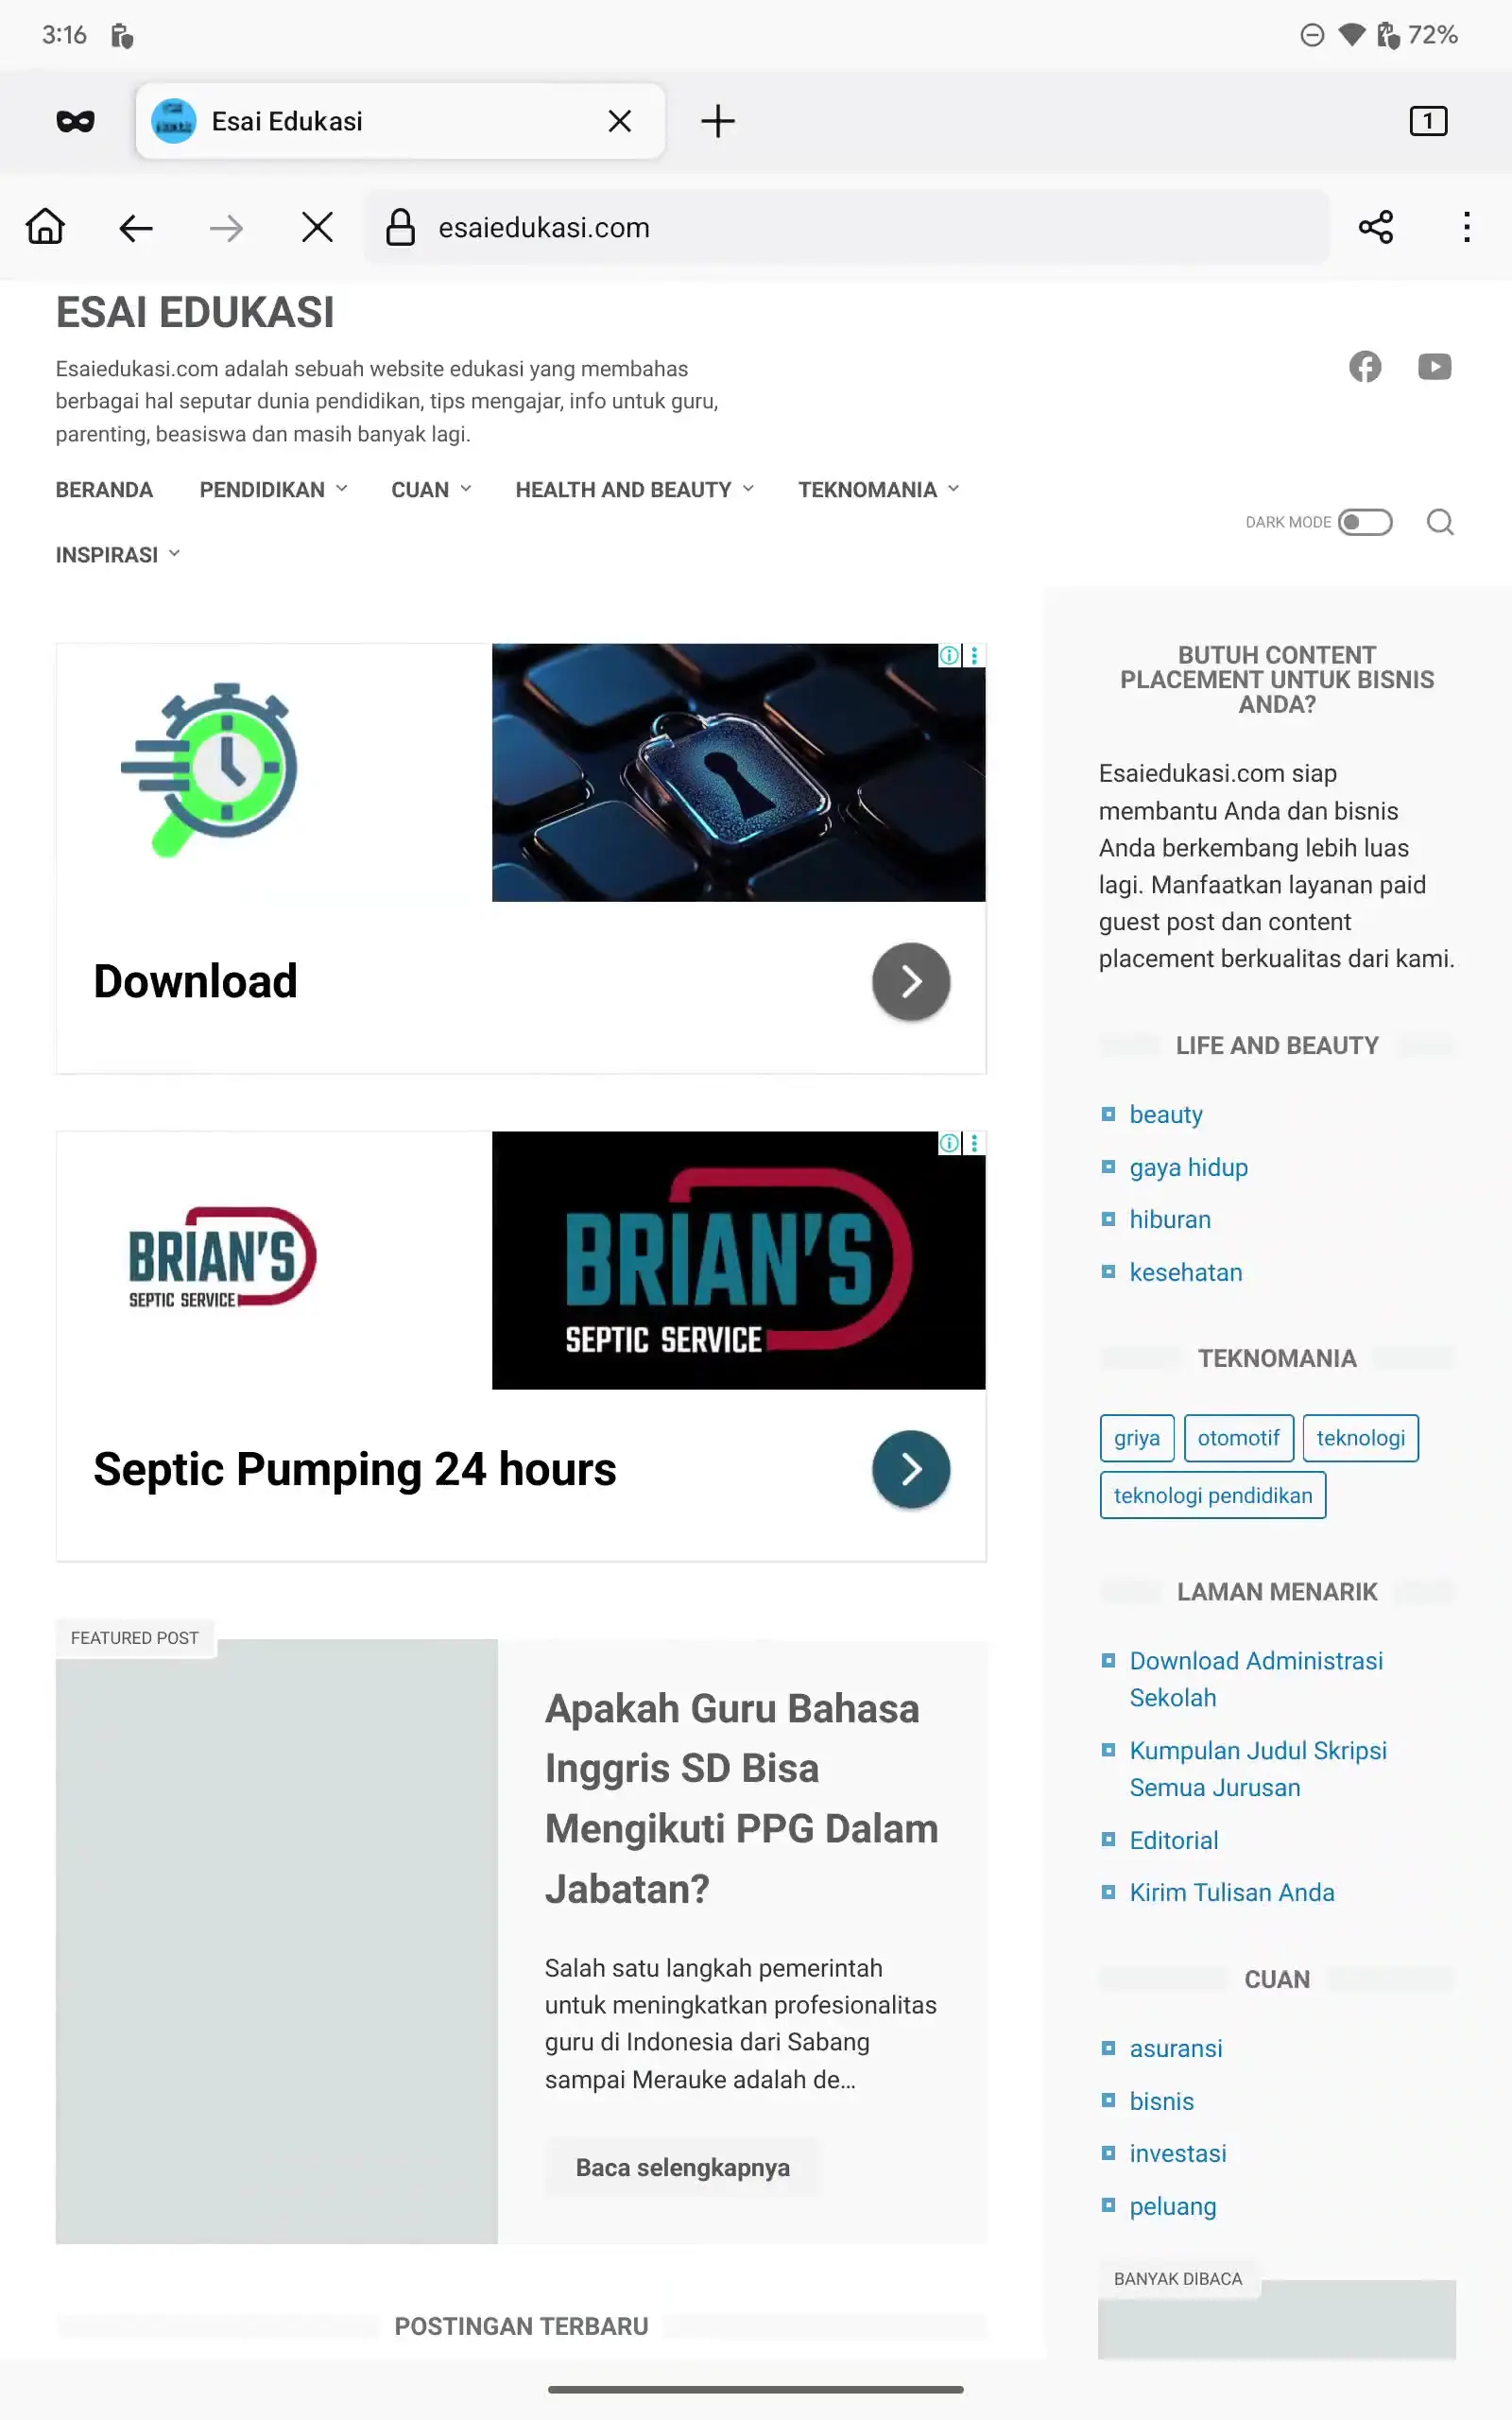 3:16
72%
Esai Edukasi
1
esaiedukasi.com
ESAI EDUKASI
Esaiedukasi.com adalah sebuah website edukasi yang membahas
berbagai hal seputar dunia pendidikan, tips mengajar, info untuk guru,
parenting, beasiswa dan masih banyak lagi.
BERANDA PENDIDIKAN CUAN HEALTH AND BEAUTY TEKNOMANIA
INSPIRASI
DARK MODE
Download
BRIAN'S
SEPTIC SERVICE
BRIAN'S
SEPTIC SERVICE
Septic Pumping 24 hours
FEATURED POST
Apakah Guru Bahasa
Inggris SD Bisa
Mengikuti PPG Dalam
Jabatan?
Salah satu langkah pemerintah
untuk meningkatkan profesionalitas
guru di Indonesia dari Sabang
sampai Merauke adalah de…
Baca selengkapnya
POSTINGAN TERBARU
BUTUH CONTENT
PLACEMENT UNTUK BISNIS
ANDA?
Esaiedukasi.com siap
membantu Anda dan bisnis
Anda berkembang lebih luas
lagi. Manfaatkan layanan paid
guest post dan content
placement berkualitas dari kami.
LIFE AND BEAUTY
beauty
gaya hidup
hiburan
kesehatan
TEKNOMANIA
griya otomotif teknologi
teknologi pendidikan
LAMAN MENARIK
Download Administrasi
Sekolah
Kumpulan Judul Skripsi
Semua Jurusan
Editorial
Kirim Tulisan Anda
CUAN
asuransi
bisnis
investasi
peluang
BANYAK DIBACA